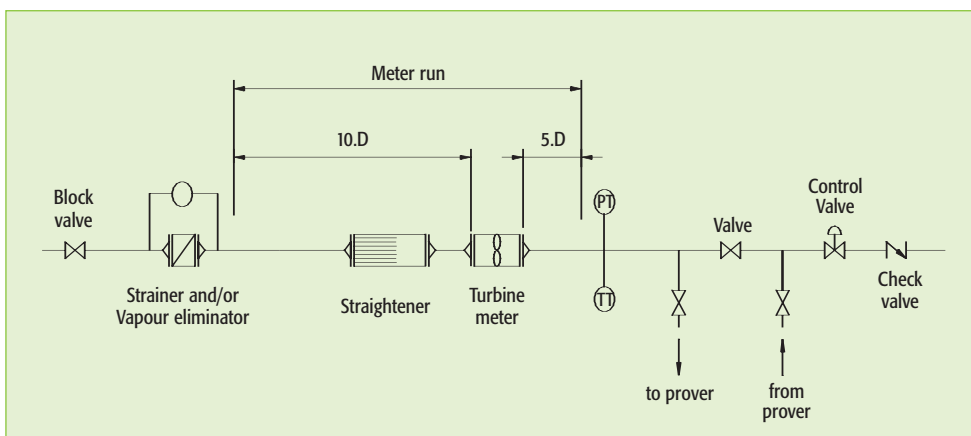 Meter run
10.D
5.D
Block
valve
PT
Control
Valve
Valve
Strainer and/or
Vapour eliminator
Straightener
Turbine
meter
TT
Check
valve
to prover
from
prover